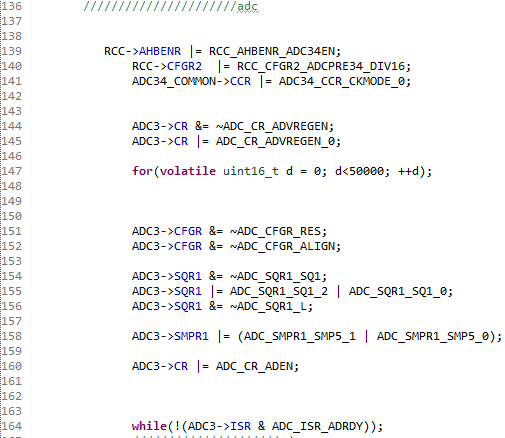 136 //////////////////////adc
137
138
139 RCC->AHBENR |= RCC_AHBENR_ADC34EN;
140 RCC->CFGR2 |= RCC_CFGR2_ADCPRE34_DIV16;
141 ADC34_COMMON->CCR |= ADC34_CCR_CKMODE_0;
142
143
144 ADC3->CR &= ~ADC_CR_ADVREGEN;
145 ADC3->CR |= ADC_CR_ADVREGEN_0;
146
147 for(volatile uint16_t d = 0; d<50000; ++d);
148
149
150
151 ADC3->CFGR &= ~ADC_CFGR_RES;
152 ADC3->CFGR &= ~ADC_CFGR_ALIGN;
153
154 ADC3->SQR1 &= ~ADC_SQR1_SQ1;
155 ADC3->SQR1 |= ADC_SQR1_SQ1_2 | ADC_SQR1_SQ1_0;
156 ADC3->SQR1 &= ~ADC_SQR1_L;
157
158 ADC3->SMPR1 |= (ADC_SMPR1_SMP5_1 | ADC_SMPR1_SMP5_0);
159
160 ADC3->CR |= ADC_CR_ADEN;
161
162
163
164 while(!(ADC3->ISR & ADC_ISR_ADRDY));